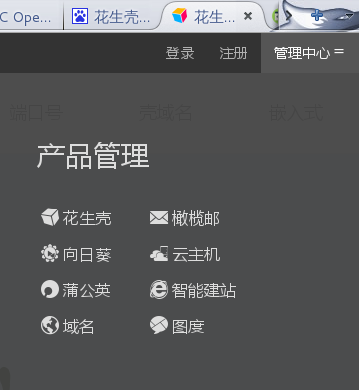 C Ope... 花生壳... 花生...
登录 注册 管理中心
端口号 壳域名 嵌入式
产品管理
花生壳 橄榄邮
向日葵 云主机
蒲公英 智能建站
域名 图度